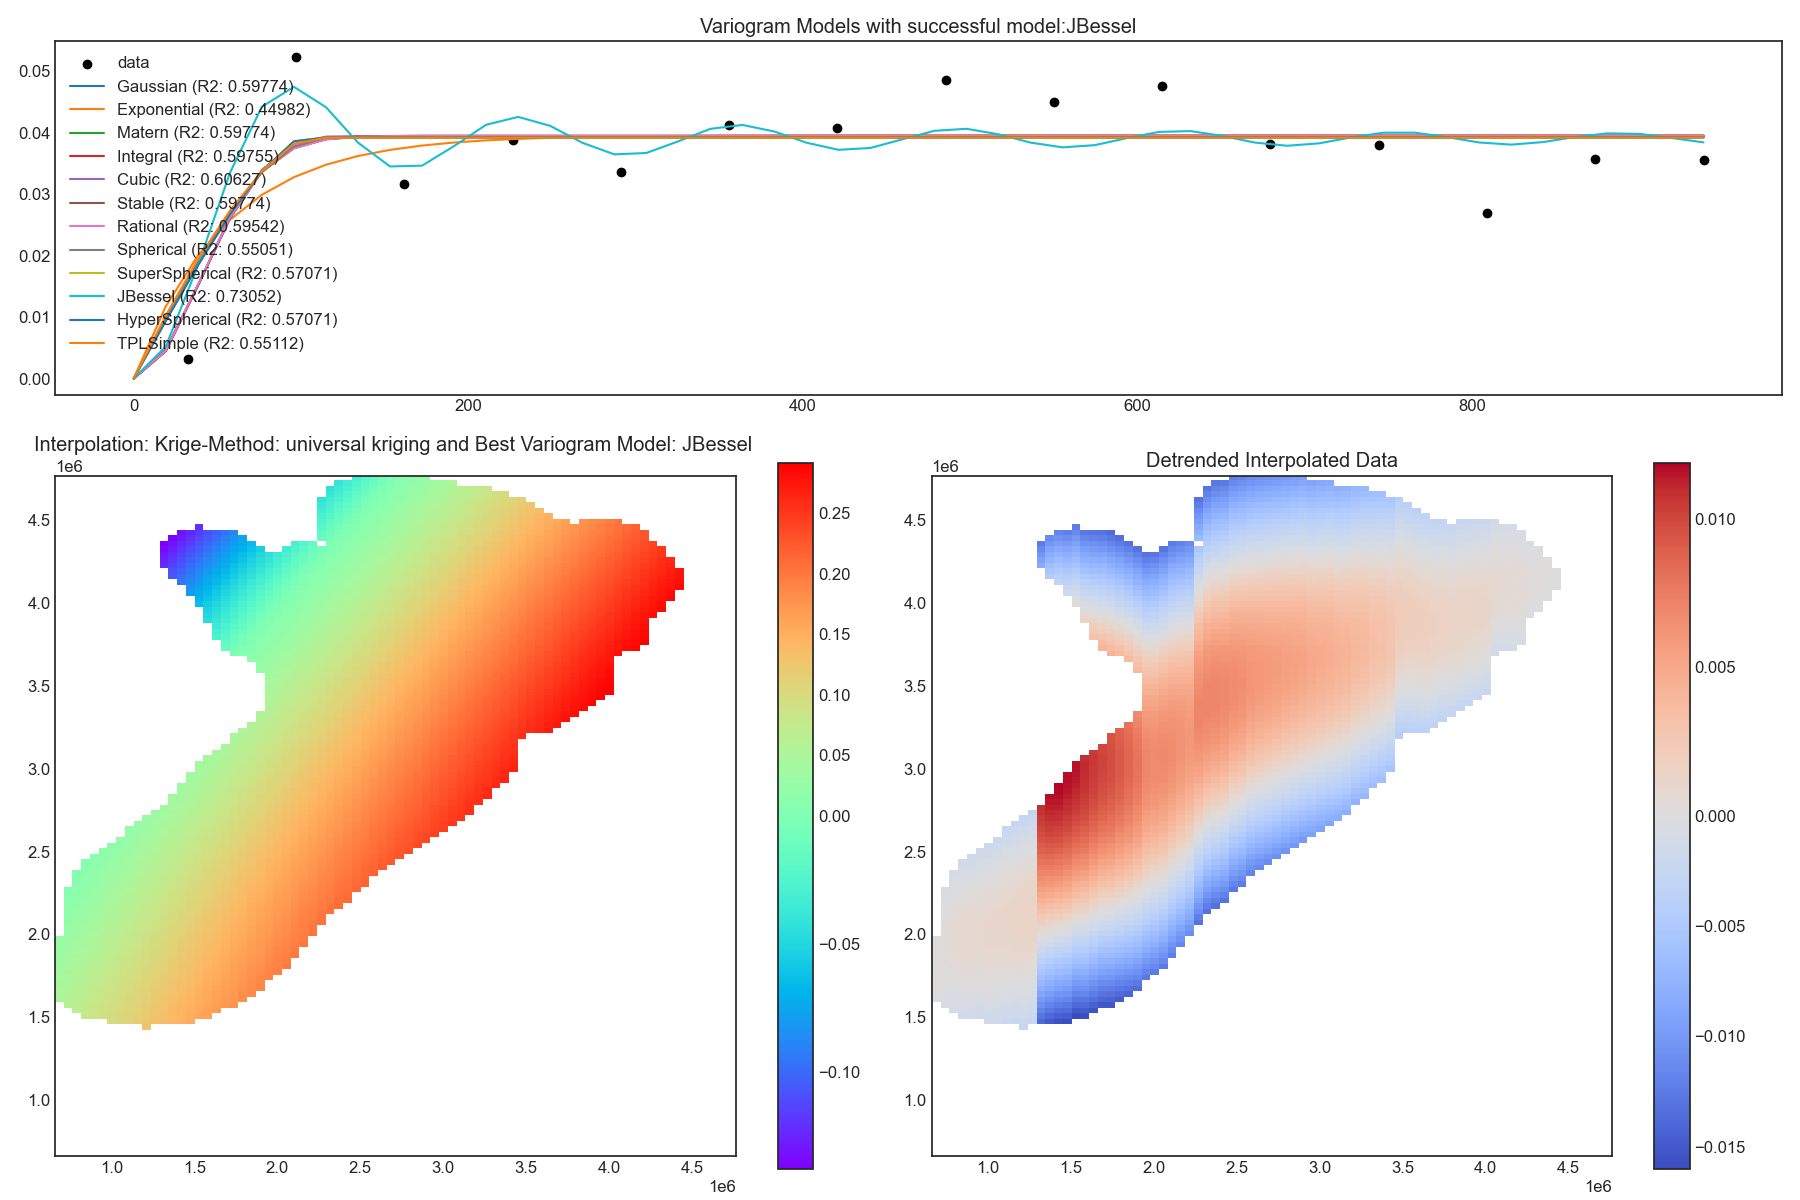 Variogram Models with successful model:JBessel
0.05
0.04
0.03
0.02
0.01
0.00
data
Gaussian (R2: 0.59774)
Exponential (R2: 0.44982)
Matern (R2: 0.59774)
Integral (R2: 0.59755)
Cubic (R2: 0.60627)
Stable (R2: 0.59774)
Rational (R2: 0.59542)
Spherical (R2: 0.55051)
SuperSpherical (R2: 0.57071)
JBessel (R2: 0.73052)
HyperSpherical (R2: 0.57071)
TPLSimple (R2: 0.55112)
0 200 400 600 800
Interpolation: Krige-Method: universal kriging and Best Variogram Model: JBessel
1e6
4.5
4.0
3.5
3.0
2.5
2.0
1.5
1.0
1.0 1.5 2.0 2.5 3.0 3.5 4.0 4.5
1e6
0.25
0.20
0.15
0.10
0.05
0.00
−0.05
−0.10
Detrended Interpolated Data
1e6
4.5
4.0
3.5
3.0
2.5
2.0
1.5
1.0
1.0 1.5 2.0 2.5 3.0 3.5 4.0 4.5
1e6
0.010
0.005
0.000
−0.005
−0.010
−0.015